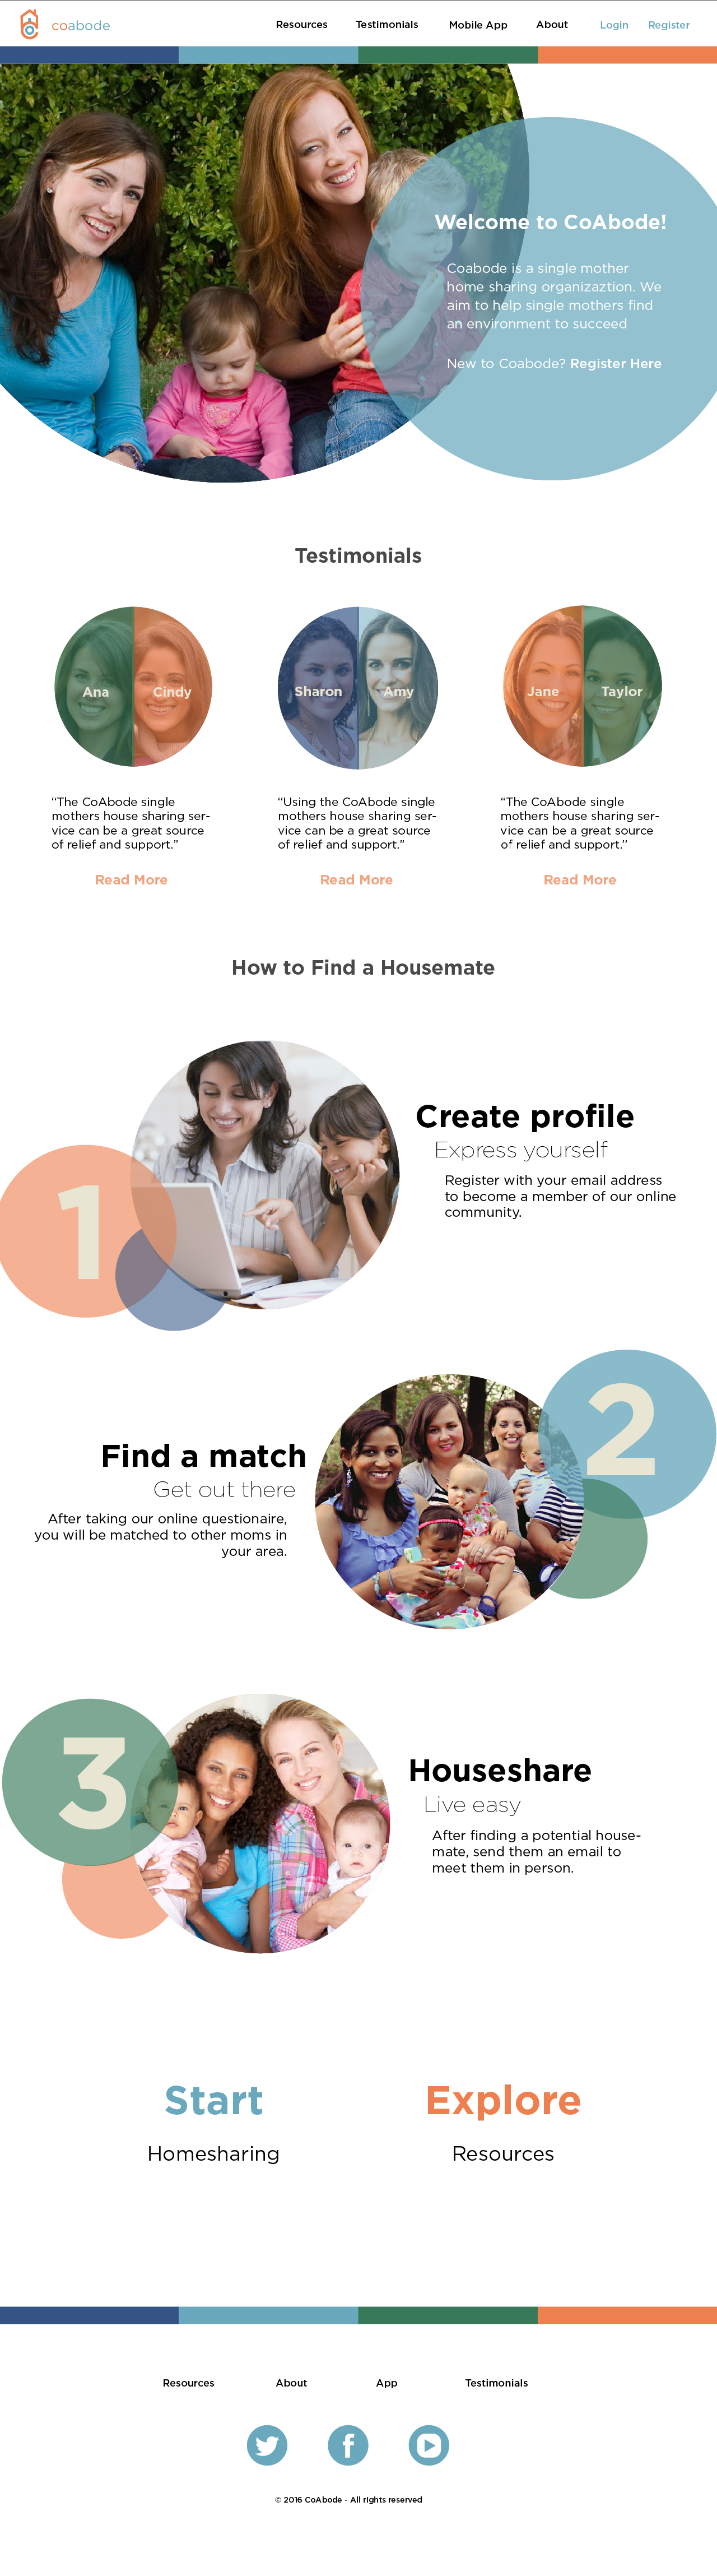 coabode
Resources Testimonials Mobile App About Login Register
Welcome to CoAbode!
Coabode is a single mother
home sharing organizaztion. We
aim to help single mothers find
an environment to succeed
New to Coabode? Register Here
Testimonials
Ana Cindy
Sharon Amy
Jane Taylor
“The CoAbode single
mothers house sharing ser-
vice can be a great source
of relief and support.”
Read More
“Using the CoAbode single
mothers house sharing ser-
vice can be a great source
of relief and support.”
Read More
“The CoAbode single
mothers house sharing ser-
vice can be a great source
of relief and support.”
Read More
How to Find a Housemate
1
Create profile
Express yourself
Register with your email address
to become a member of our online
community.
2
Find a match
Get out there
After taking our online questionaire,
you will be matched to other moms in
your area.
3
Houseshare
Live easy
After finding a potential house-
mate, send them an email to
meet them in person.
Start
Homesharing
Explore
Resources
Resources About App Testimonials
© 2016 CoAbode - All rights reserved